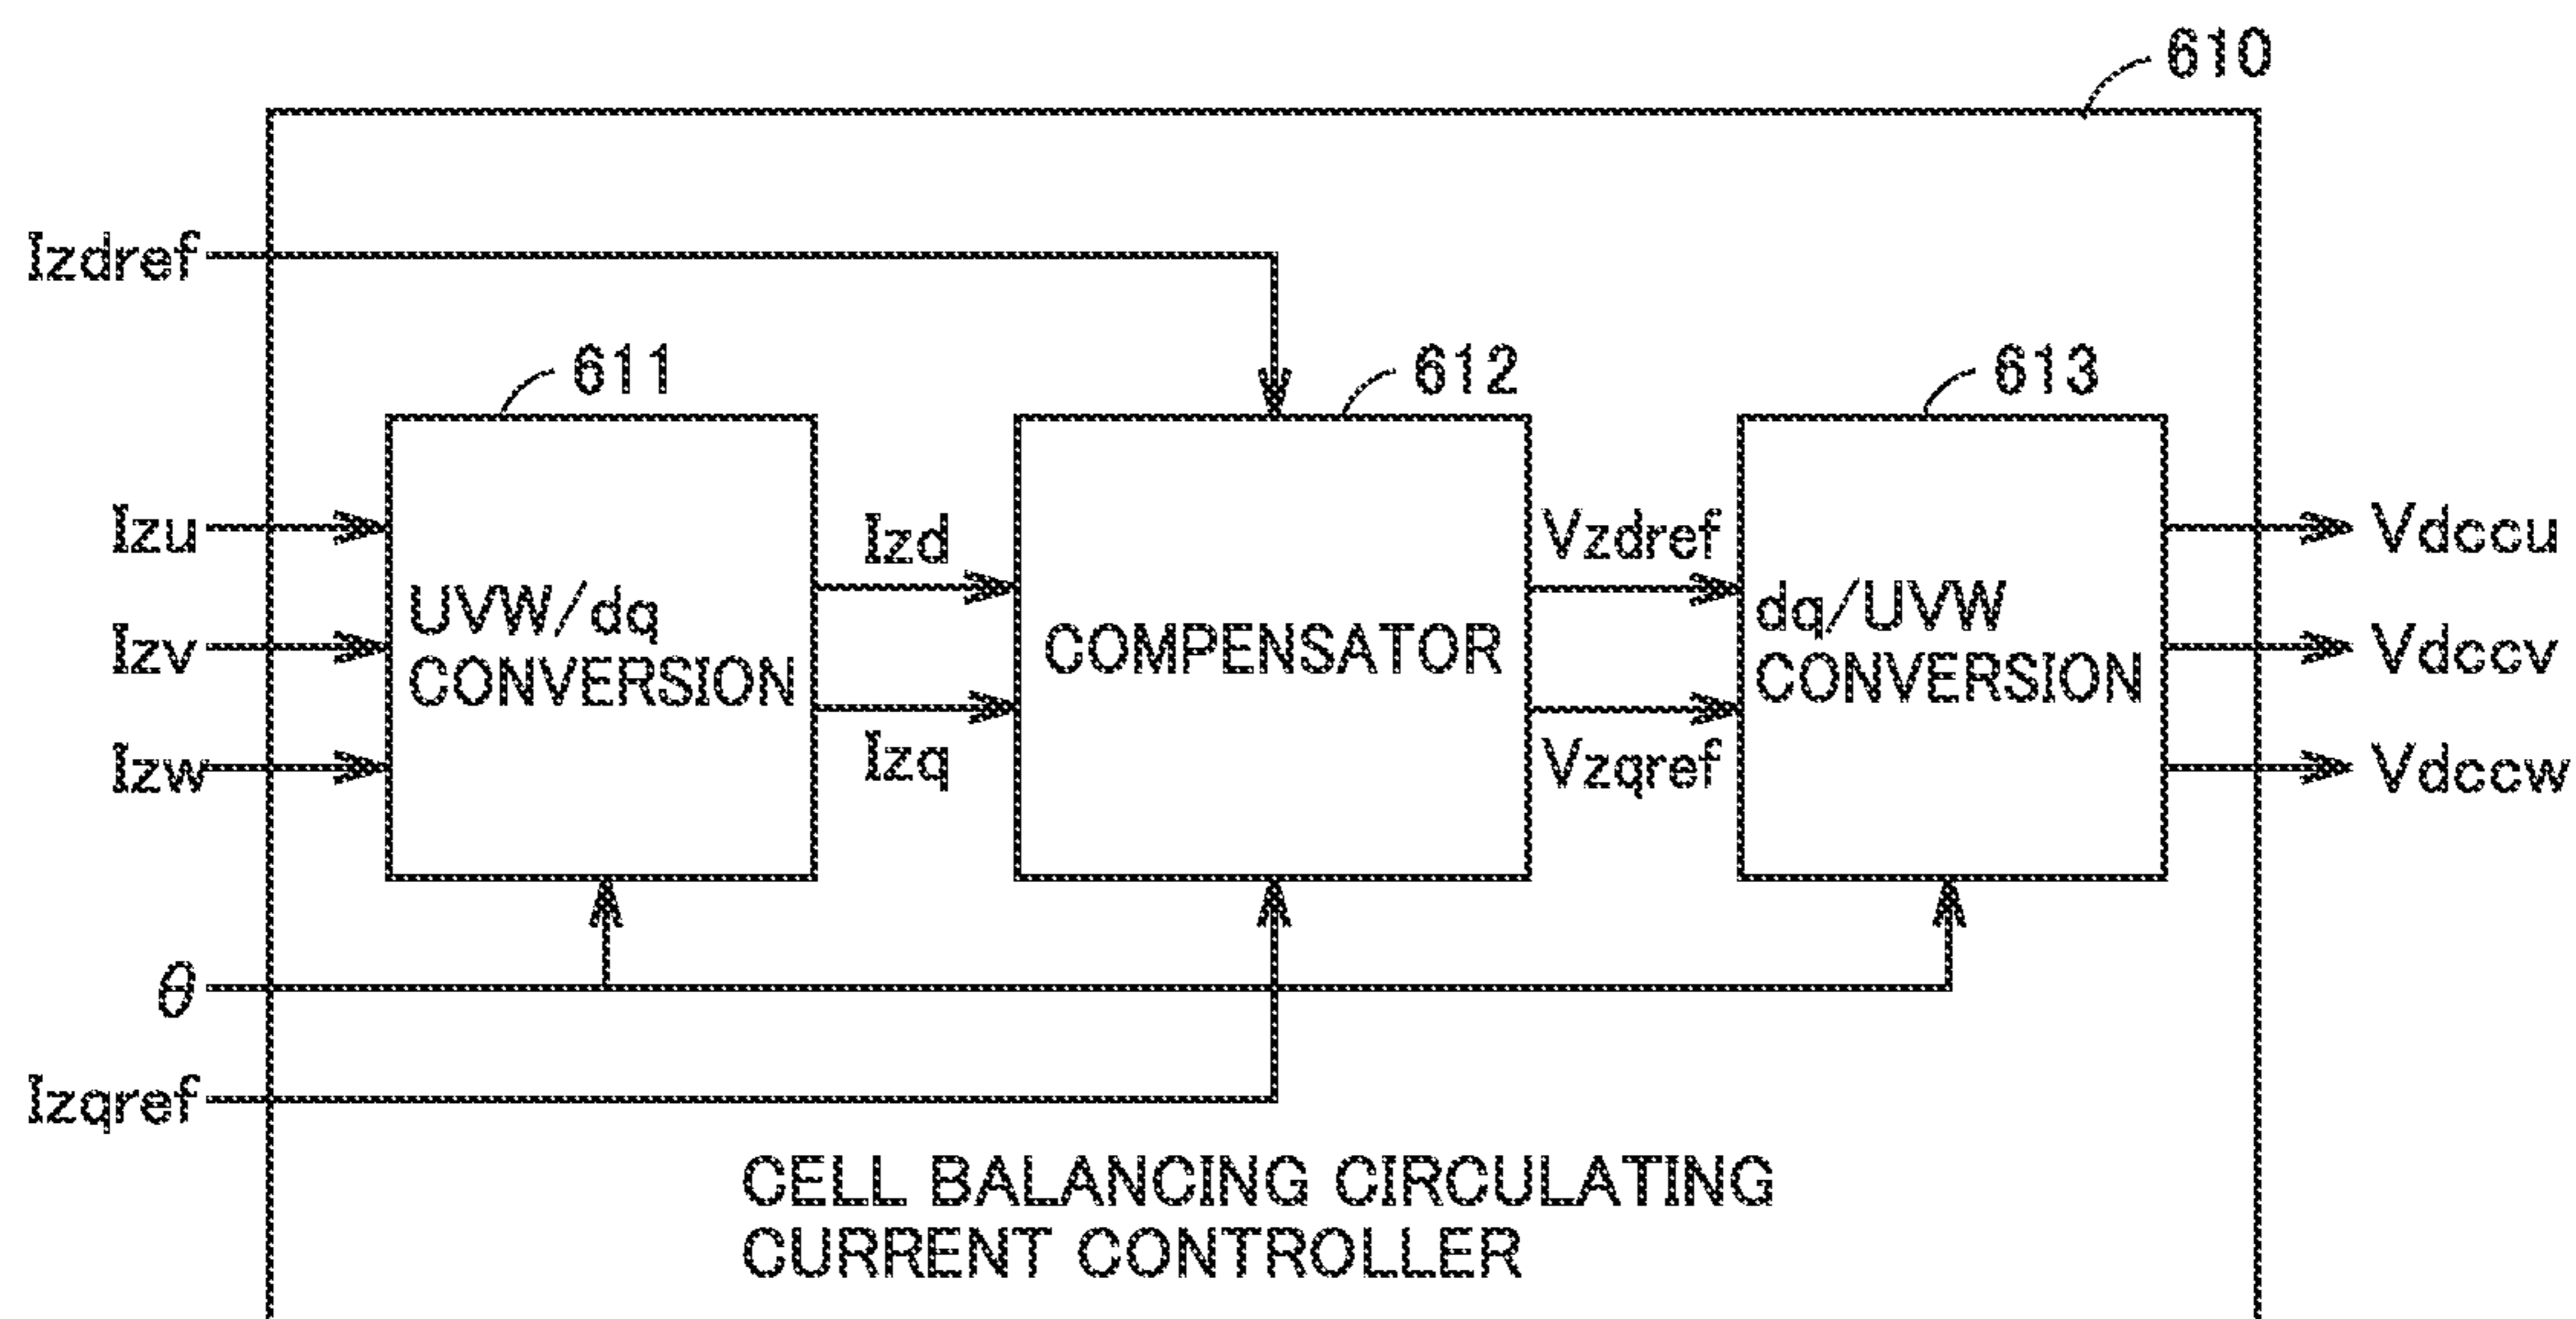 610
Izdref
611
612
613
Izu
Izv
Izw
UVW/dq
CONVERSION
Izd
Izq
COMPENSATOR
Vzdref
Vzqref
dq/UVW
CONVERSION
Vdccu
Vdccv
Vdccw
θ
Izqref
CELL BALANCING CIRCULATING
CURRENT CONTROLLER